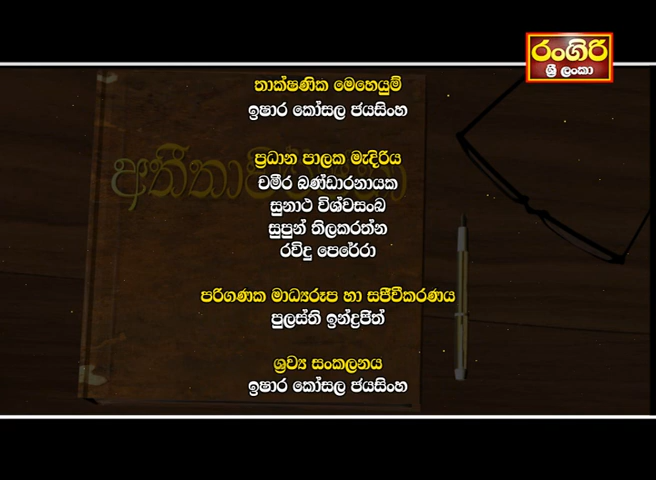 රංගිරි
ශ්‍රී ලංකා
තාක්ෂණික මෙහෙයුම්
ඉෂාර කෝසල ජයසිංහ
ප්‍රධාන පාලක මැදිරිය
චමීර බණ්ඩාරනායක
සුනාථ විශ්වසංඛ
සුපුන් තිලකරත්න
රවිඳු පෙරේරා
පරිගණක මාධ්‍යරූප හා සජීවීකරණය
පුලස්ති ඉන්ද්‍රජිත්
ශ්‍රව්‍ය සංකලනය
ඉෂාර කෝසල ජයසිංහ